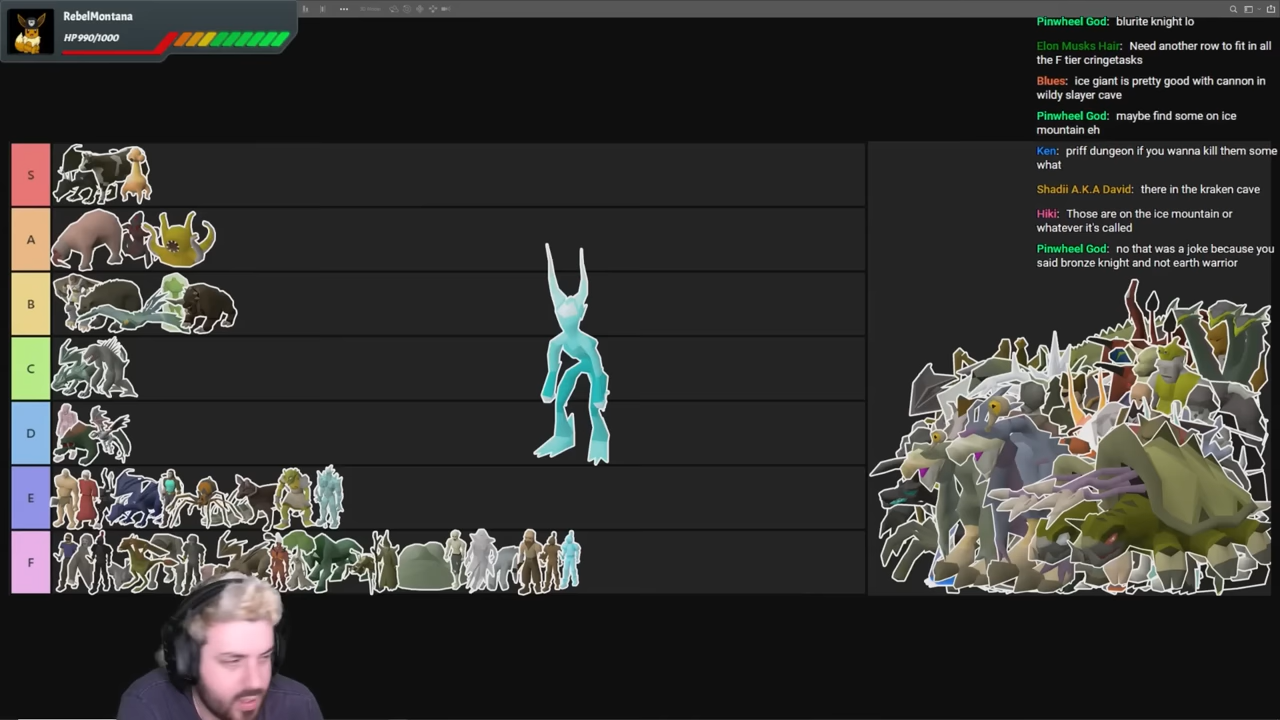 RebelMontana
HP 990/1000
Pinwheel God: blurite knight lo
Elon Musks Hair: Need another row to fit in all
the F tier cringetasks
Blues: ice giant is pretty good with cannon in
wildy slayer cave
Pinwheel God: maybe find some on ice
mountain eh
Ken: priff dungeon if you wanna kill them some
what
Shadii A.K.A David: there in the kraken cave
Hiki: Those are on the ice mountain or
whatever it's called
Pinwheel God: no that was a joke because you
said bronze knight and not earth warrior
S
A
B
C
D
E
F